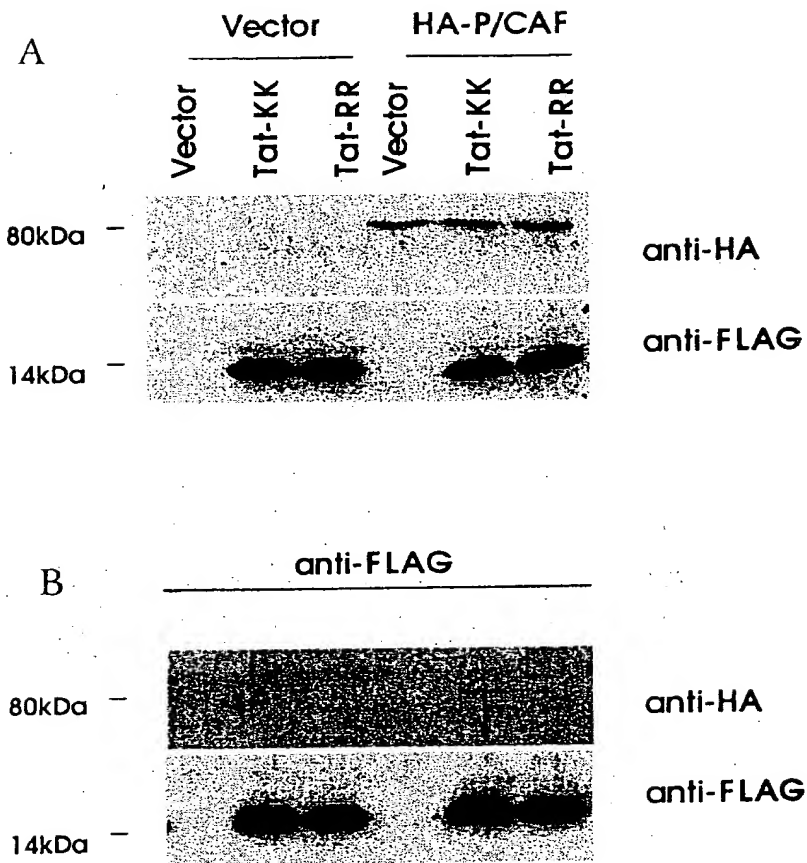 A
Vector HA-P/CAF
Vector Tat-KK Tat-RR Vector Tat-KK Tat-RR
80kDa
anti-HA
anti-FLAG
14kDa
B
anti-FLAG
80kDa
anti-HA
anti-FLAG
14kDa